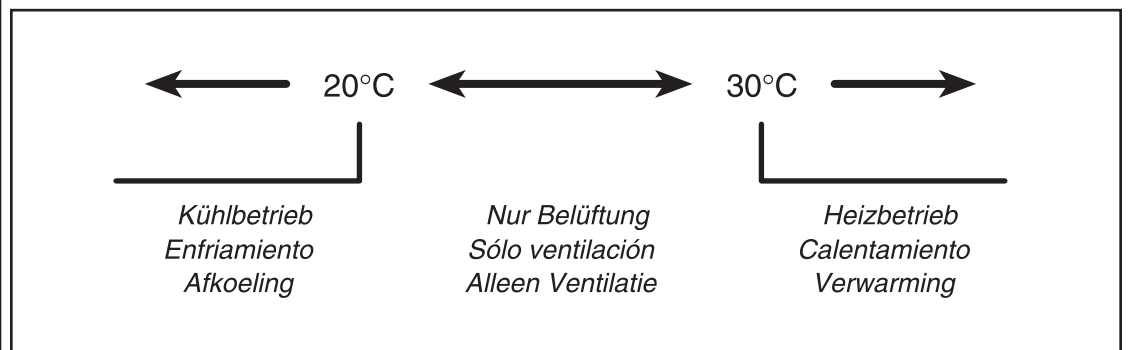 20°C 30°C
Kühlbetrieb
Enfriamiento
Afkoeling
Nur Belüftung
Sólo ventilación
Alleen Ventilatie
Heizbetrieb
Calentamiento
Verwarming